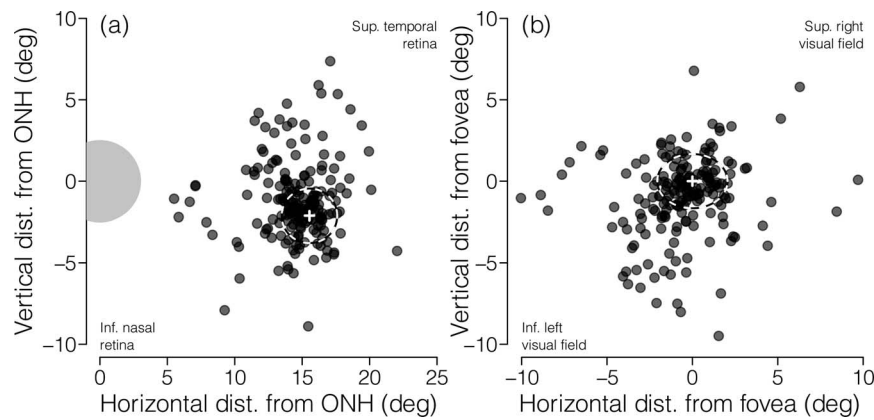 (a)
Sup. temporal
retina
Vertical dist. from ONH (deg)
10
5
0
−5
−10
Inf. nasal
retina
0 5 10 15 20 25
Horizontal dist. from ONH (deg)
(b)
Sup. right
visual field
Vertical dist. from fovea (deg)
10
5
0
−5
−10
Inf. left
visual field
−10 −5 0 5 10
Horizontal dist. from fovea (deg)